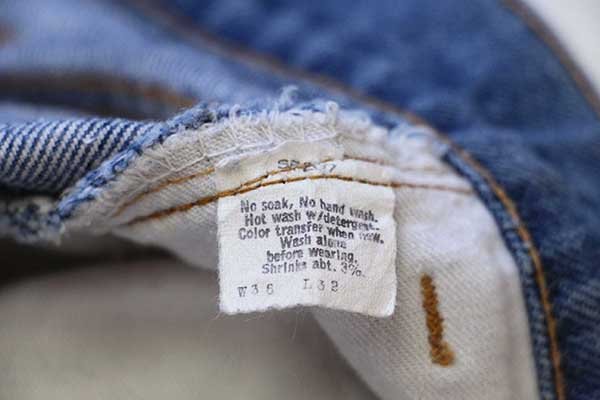 No soak, No hand wash.
Hot wash w/detergent.
Color transfer when new.
Wash alone
before wearing.
Shrinks abt. 3%.
W36 L32